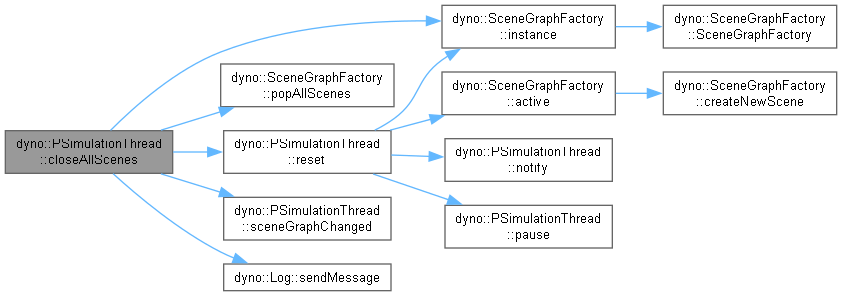 dyno::PSimulationThread
::closeAllScenes
dyno::SceneGraphFactory
::popAllScenes
dyno::PSimulationThread
::reset
dyno::PSimulationThread
::sceneGraphChanged
dyno::Log::sendMessage
dyno::SceneGraphFactory
::instance
dyno::SceneGraphFactory
::active
dyno::PSimulationThread
::notify
dyno::PSimulationThread
::pause
dyno::SceneGraphFactory
::SceneGraphFactory
dyno::SceneGraphFactory
::createNewScene